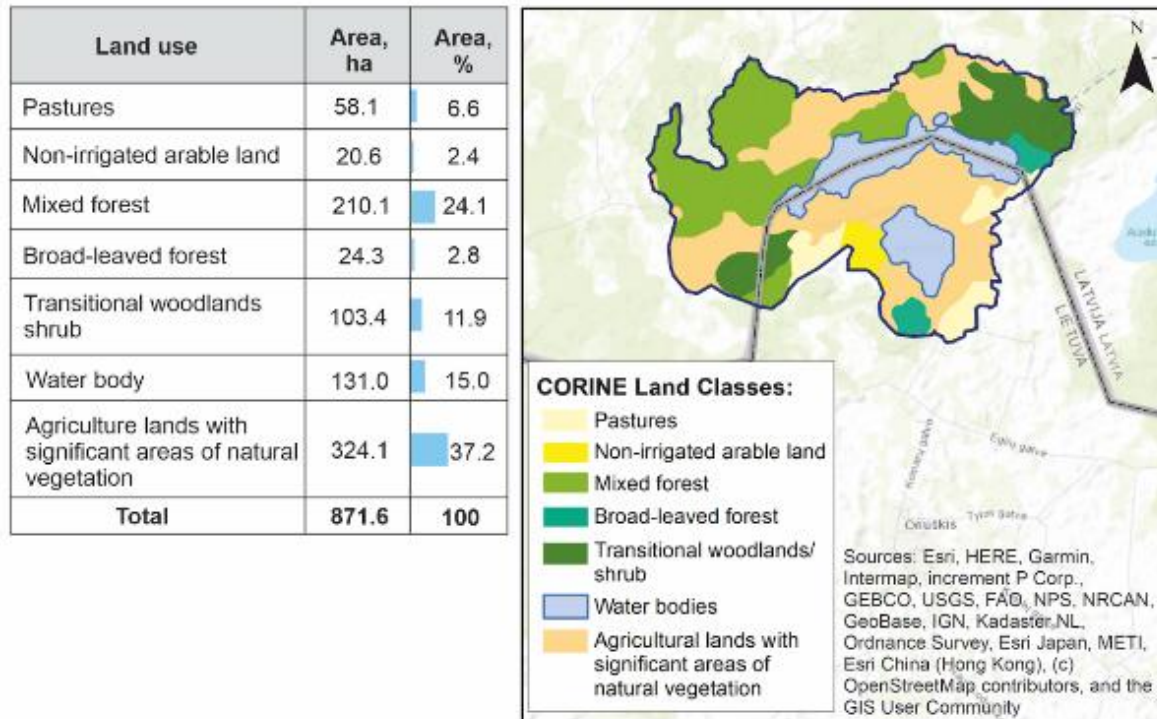 Land use
Area, ha
Area, %
Pastures
58.1
6.6
Non-irrigated arable land
20.6
2.4
Mixed forest
210.1
24.1
Broad-leaved forest
24.3
2.8
Transitional woodlands
shrub
103.4
11.9
Water body
131.0
15.0
Agriculture lands with
significant areas of natural
vegetation
324.1
37.2
Total
871.6
100
N
LATVIJA LATVIA
LIETUVA
CORINE Land Classes:
Pastures
Non-irrigated arable land
Mixed forest
Broad-leaved forest
Transitional woodlands/
shrub
Water bodies
Agricultural lands with
significant areas of
natural vegetation
Eglių gatvė
Onuškis
Sources: Esri, HERE, Garmin,
Intermap, increment P Corp.,
GEBCO, USGS, FAO, NPS, NRCAN,
GeoBase, IGN, Kadaster NL,
Ordnance Survey, Esri Japan, METI,
Esri China (Hong Kong), (c)
OpenStreetMap contributors, and the
GIS User Community